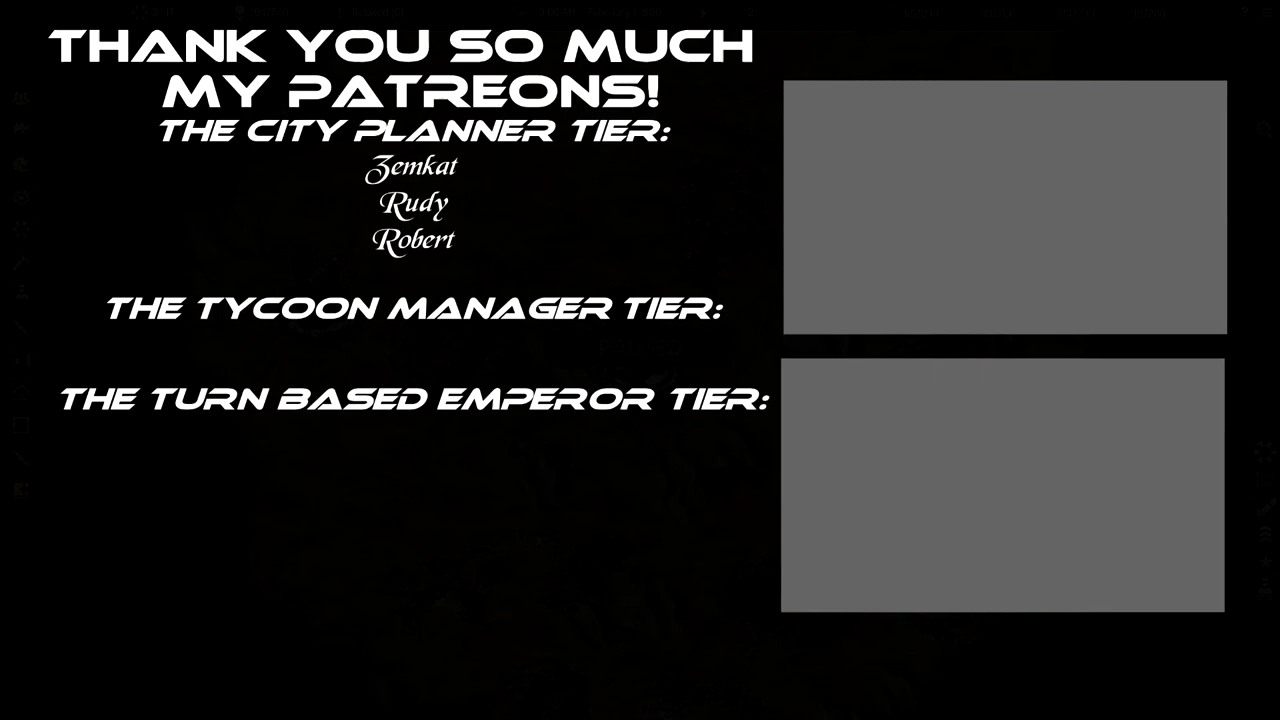 THANK YOU SO MUCH
MY PATREONS!
THE CITY PLANNER TIER:
Zemkat
Rudy
Robert
THE TYCOON MANAGER TIER:
THE TURN BASED EMPEROR TIER: